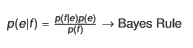 p(e|f) = p(f|e)p(e) / p(f) → Bayes Rule